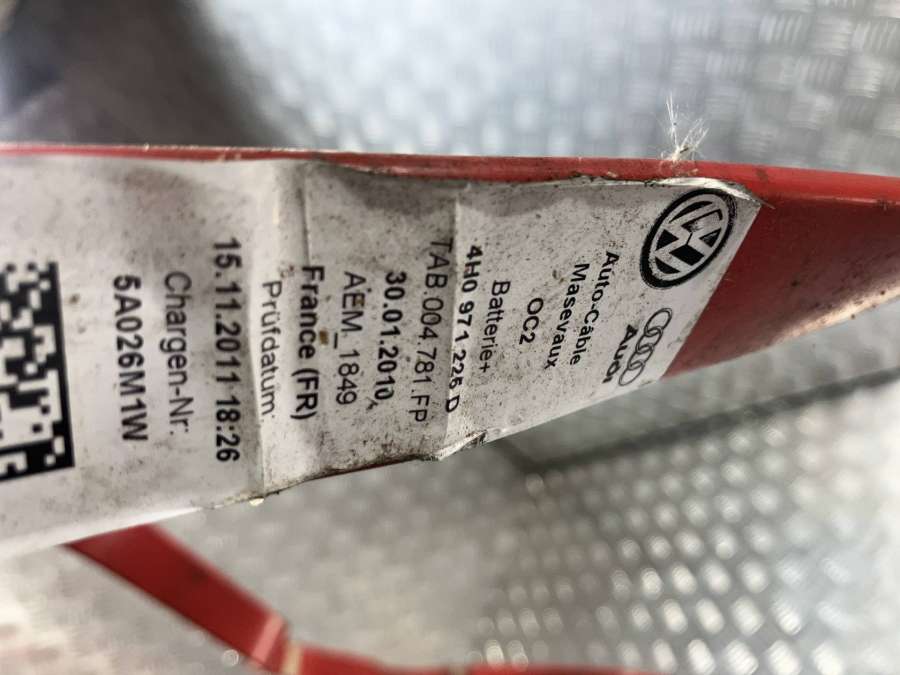 Audi
Auto-Câble
Masevaux
OC2
Batterie+
4H0 971 225 D
TAB.004.781.FP
30.01.2010
AEM_1849
France (FR)
Prüfdatum:
15.11.2011 18:26
Chargen-Nr:
5A026M1W